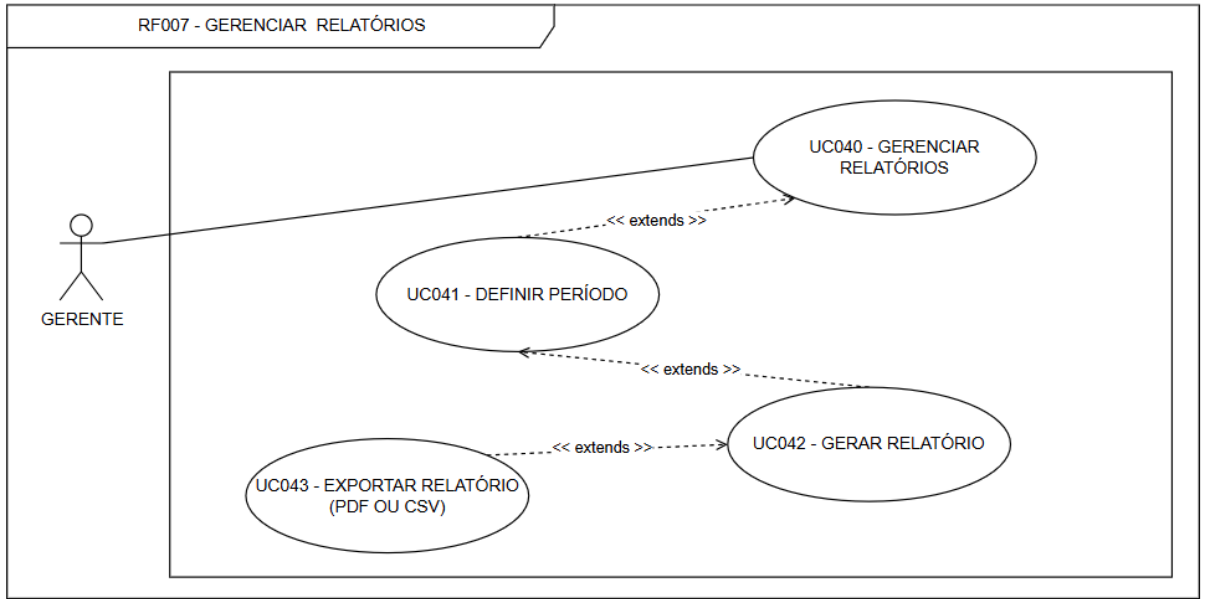 RF007 - GERENCIAR RELATÓRIOS
UC040 - GERENCIAR
RELATÓRIOS
<< extends >>
UC041 - DEFINIR PERÍODO
GERENTE
<< extends >>
UC042 - GERAR RELATÓRIO
<< extends >>
UC043 - EXPORTAR RELATÓRIO
(PDF OU CSV)